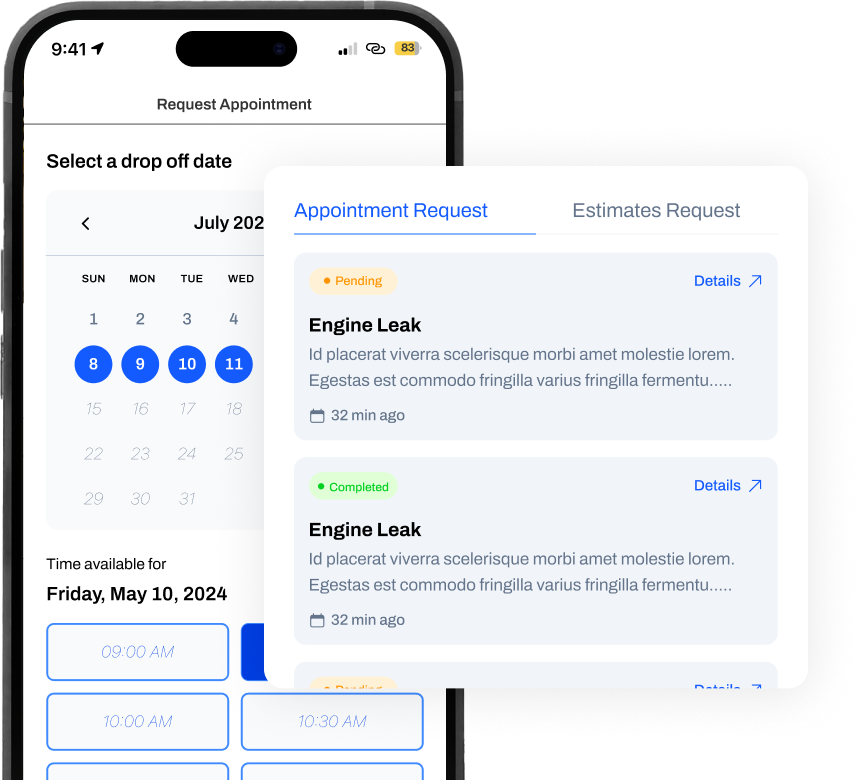 9:41
83
Request Appointment
Select a drop off date
July 202
SUN MON TUE WED
1 2 3 4
8 9 10 11
15 16 17 18
22 23 24 25
29 30 31
Time available for
Friday, May 10, 2024
09:00 AM
10:00 AM 10:30 AM
Appointment Request Estimates Request
Pending Details
Engine Leak
Id placerat viverra scelerisque morbi amet molestie lorem.
Egestas est commodo fringilla varius fringilla fermentu.....
32 min ago
Completed Details
Engine Leak
Id placerat viverra scelerisque morbi amet molestie lorem.
Egestas est commodo fringilla varius fringilla fermentu.....
32 min ago
Pending Details